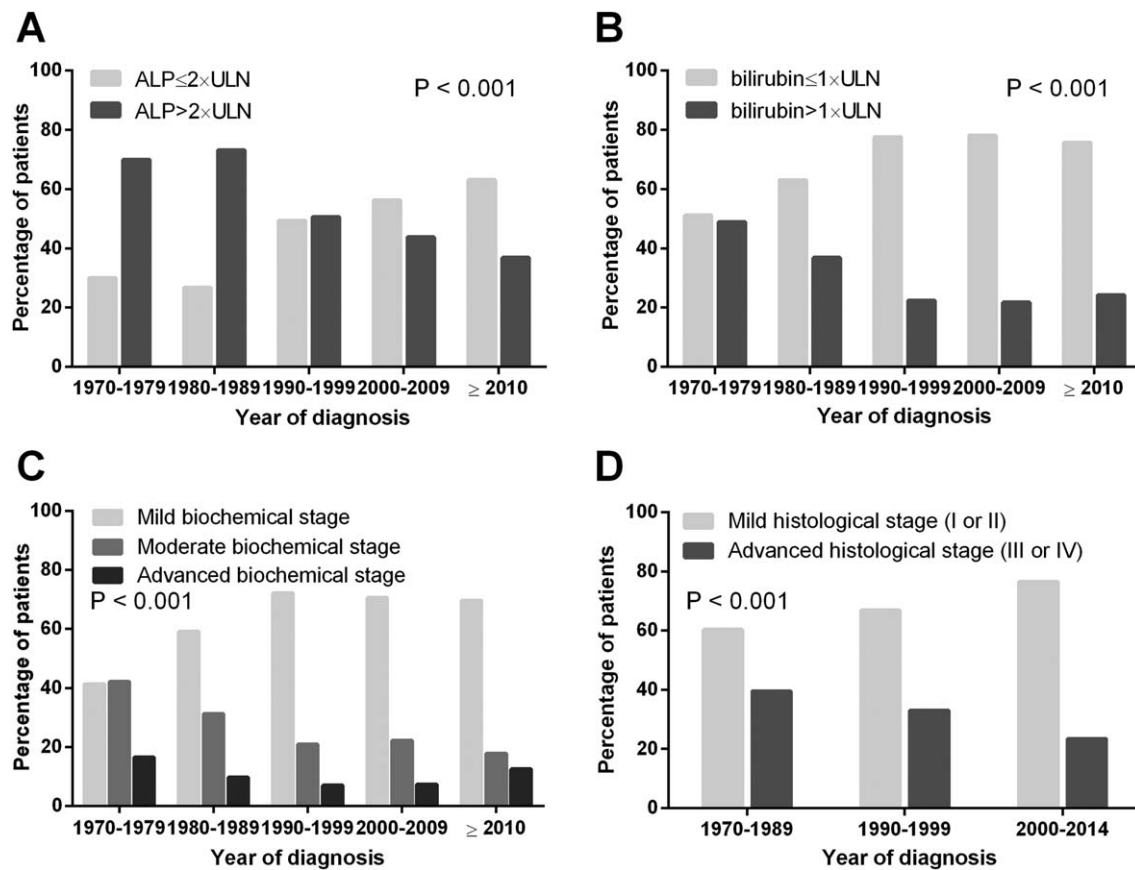 A
ALP≤2×ULN
ALP>2×ULN
P < 0.001
100
80
60
40
20
0
Percentage of patients
1970-1979 1980-1989 1990-1999 2000-2009 ≥ 2010
Year of diagnosis
B
bilirubin≤1×ULN
bilirubin>1×ULN
P < 0.001
100
80
60
40
20
0
Percentage of patients
1970-1979 1980-1989 1990-1999 2000-2009 ≥ 2010
Year of diagnosis
C
Mild biochemical stage
Moderate biochemical stage
Advanced biochemical stage
P < 0.001
100
80
60
40
20
0
Percentage of patients
1970-1979 1980-1989 1990-1999 2000-2009 ≥ 2010
Year of diagnosis
D
Mild histological stage (I or II)
Advanced histological stage (III or IV)
P < 0.001
100
80
60
40
20
0
Percentage of patients
1970-1989 1990-1999 2000-2014
Year of diagnosis